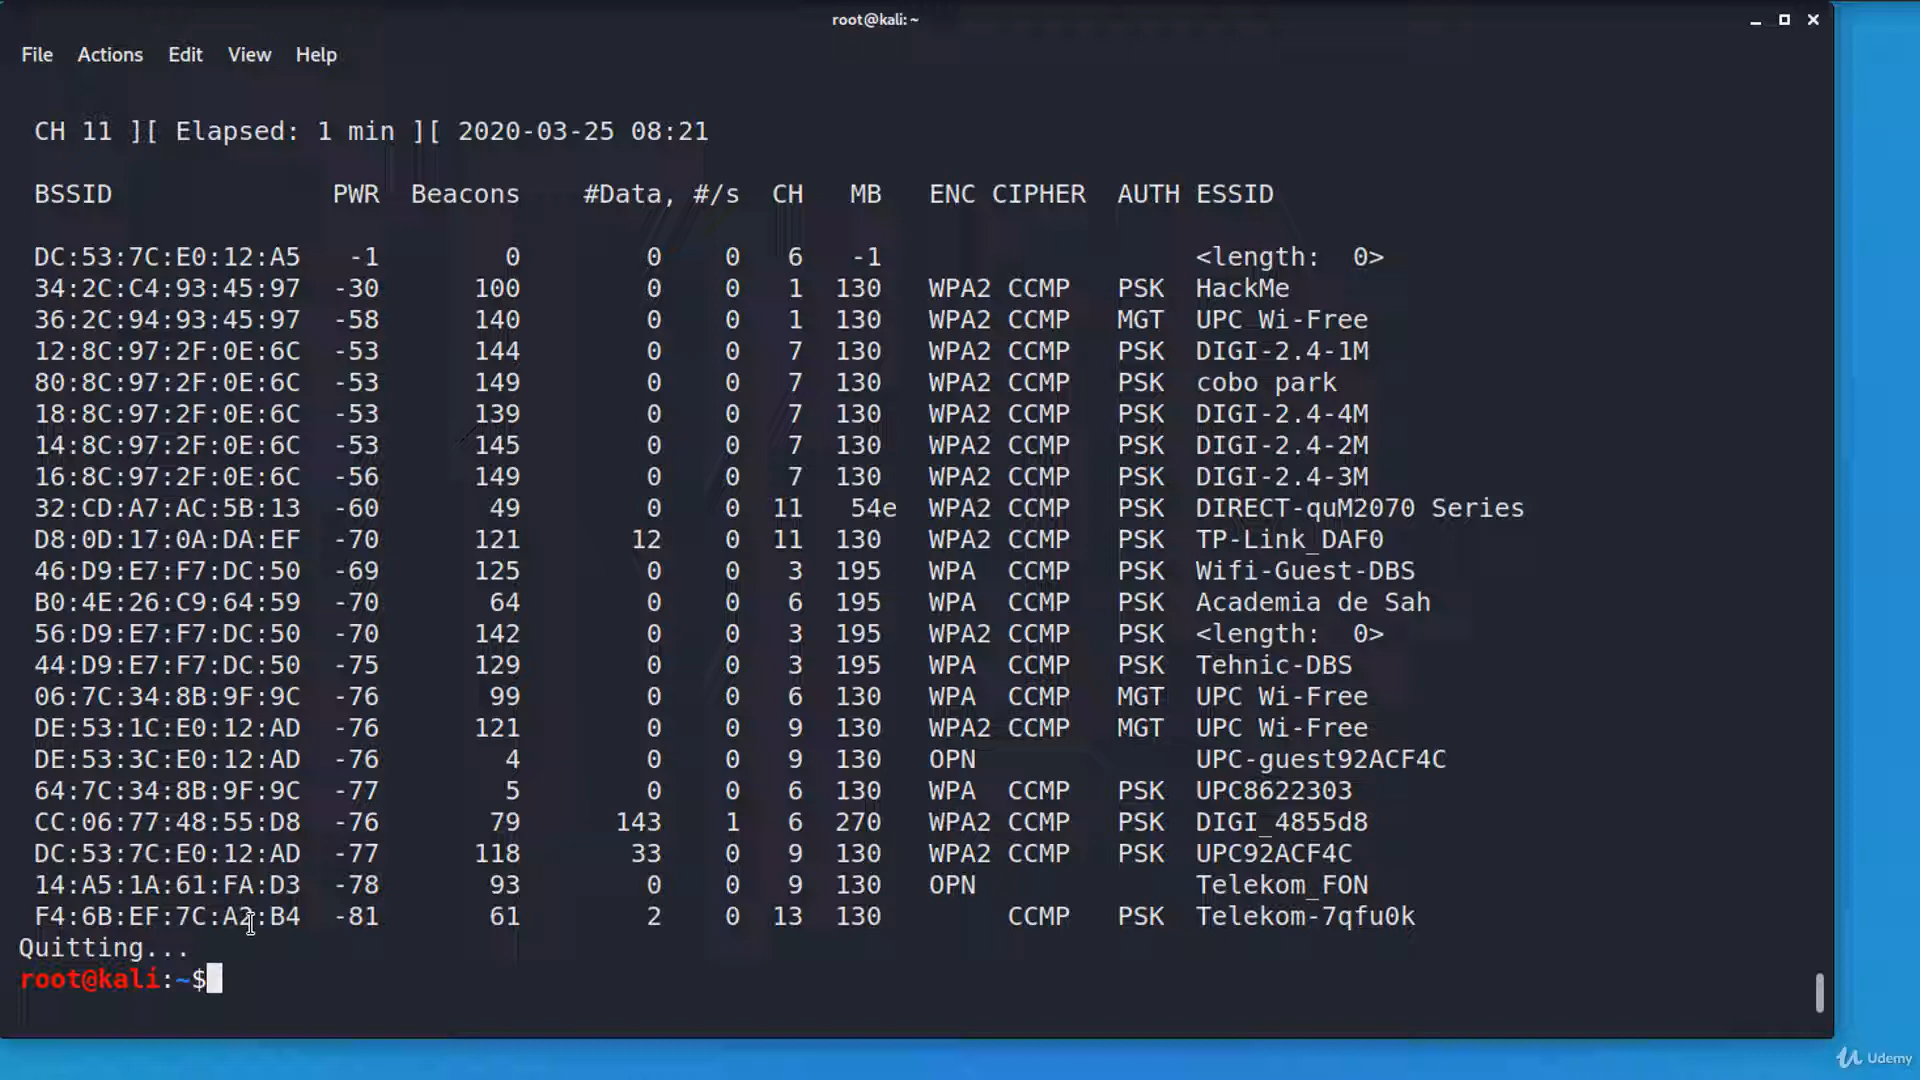 root@kali: ~
File Actions Edit View Help
CH 11 ][ Elapsed: 1 min ][ 2020-03-25 08:21
BSSID PWR Beacons #Data, #/s CH MB ENC CIPHER AUTH ESSID
DC:53:7C:E0:12:A5 -1 0 0 0 6 -1 <length: 0>
34:2C:C4:93:45:97 -30 100 0 0 1 130 WPA2 CCMP PSK HackMe
36:2C:94:93:45:97 -58 140 0 0 1 130 WPA2 CCMP MGT UPC Wi-Free
12:8C:97:2F:0E:6C -53 144 0 0 7 130 WPA2 CCMP PSK DIGI-2.4-1M
80:8C:97:2F:0E:6C -53 149 0 0 7 130 WPA2 CCMP PSK cobo park
18:8C:97:2F:0E:6C -53 139 0 0 7 130 WPA2 CCMP PSK DIGI-2.4-4M
14:8C:97:2F:0E:6C -53 145 0 0 7 130 WPA2 CCMP PSK DIGI-2.4-2M
16:8C:97:2F:0E:6C -56 149 0 0 7 130 WPA2 CCMP PSK DIGI-2.4-3M
32:CD:A7:AC:5B:13 -60 49 0 0 11 54e WPA2 CCMP PSK DIRECT-quM2070 Series
D8:0D:17:0A:DA:EF -70 121 12 0 11 130 WPA2 CCMP PSK TP-Link_DAF0
46:D9:E7:F7:DC:50 -69 125 0 0 3 195 WPA CCMP PSK Wifi-Guest-DBS
B0:4E:26:C9:64:59 -70 64 0 0 6 195 WPA CCMP PSK Academia de Sah
56:D9:E7:F7:DC:50 -70 142 0 0 3 195 WPA2 CCMP PSK <length: 0>
44:D9:E7:F7:DC:50 -75 129 0 0 3 195 WPA CCMP PSK Tehnic-DBS
06:7C:34:8B:9F:9C -76 99 0 0 6 130 WPA CCMP MGT UPC Wi-Free
DE:53:1C:E0:12:AD -76 121 0 0 9 130 WPA2 CCMP MGT UPC Wi-Free
DE:53:3C:E0:12:AD -76 4 0 0 9 130 OPN UPC-guest92ACF4C
64:7C:34:8B:9F:9C -77 5 0 0 6 130 WPA CCMP PSK UPC8622303
CC:06:77:48:55:D8 -76 79 143 1 6 270 WPA2 CCMP PSK DIGI_4855d8
DC:53:7C:E0:12:AD -77 118 33 0 9 130 WPA2 CCMP PSK UPC92ACF4C
14:A5:1A:61:FA:D3 -78 93 0 0 9 130 OPN Telekom_FON
F4:6B:EF:7C:A2:B4 -81 61 2 0 13 130 CCMP PSK Telekom-7qfu0k
Quitting...
root@kali:~$
Udemy